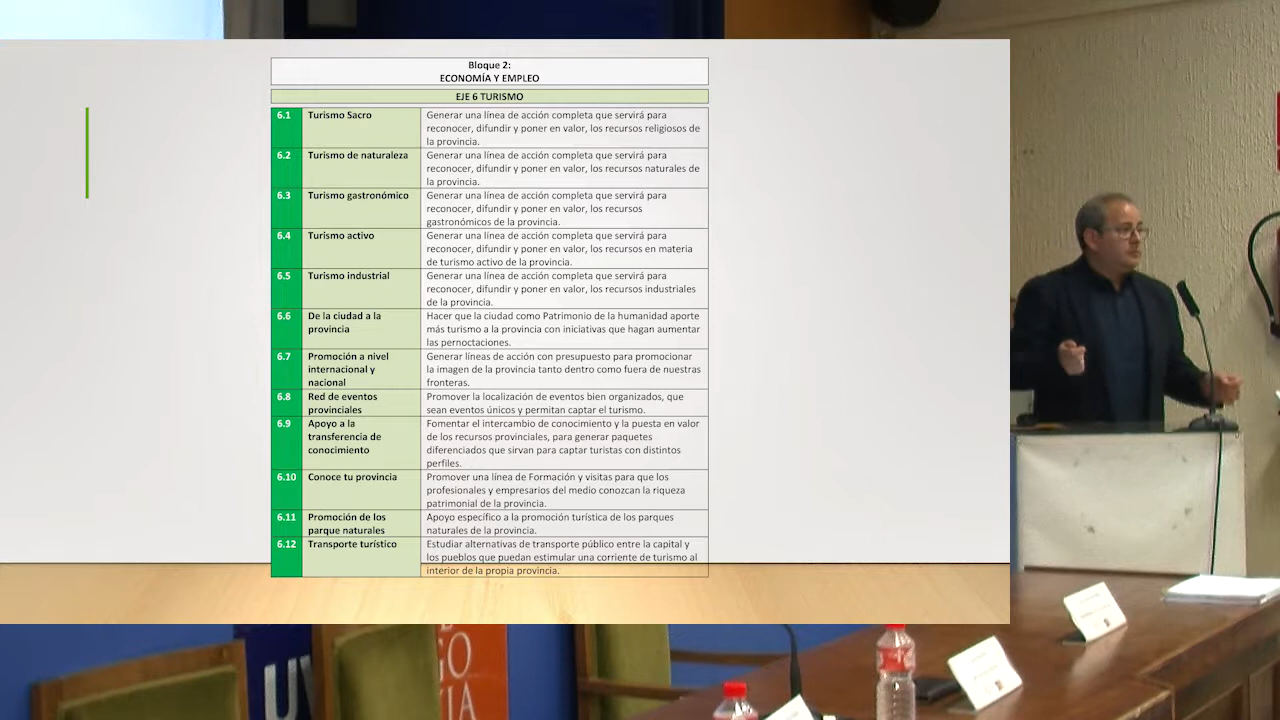 Bloque 2:
ECONOMÍA Y EMPLEO
EJE 6 TURISMO
6.1 Turismo Sacro Generar una línea de acción completa que servirá para
reconocer, difundir y poner en valor, los recursos religiosos de
la provincia.
6.2 Turismo de naturaleza Generar una línea de acción completa que servirá para
reconocer, difundir y poner en valor, los recursos naturales de
la provincia.
6.3 Turismo gastronómico Generar una línea de acción completa que servirá para
reconocer, difundir y poner en valor, los recursos
gastronómicos de la provincia.
6.4 Turismo activo Generar una línea de acción completa que servirá para
reconocer, difundir y poner en valor, los recursos en materia
de turismo activo de la provincia.
6.5 Turismo industrial Generar una línea de acción completa que servirá para
reconocer, difundir y poner en valor, los recursos industriales
de la provincia.
6.6 De la ciudad a la Hacer que la ciudad como Patrimonio de la humanidad aporte
provincia más turismo a la provincia con iniciativas que hagan aumentar
las pernoctaciones.
6.7 Promoción a nivel Generar líneas de acción con presupuesto para promocionar
internacional y la imagen de la provincia tanto dentro como fuera de nuestras
nacional fronteras.
6.8 Red de eventos Promover la localización de eventos bien organizados, que
provinciales sean eventos únicos y permitan captar el turismo.
6.9 Apoyo a la Fomentar el intercambio de conocimiento y la puesta en valor
transferencia de de los recursos provinciales, para generar paquetes
conocimiento diferenciados que sirvan para captar turistas con distintos
perfiles.
6.10 Conoce tu provincia Promover una línea de Formación y visitas para que los
profesionales y empresarios del medio conozcan la riqueza
patrimonial de la provincia.
6.11 Promoción de los Apoyo específico a la promoción turística de los parques
parque naturales naturales de la provincia.
6.12 Transporte turístico Estudiar alternativas de transporte público entre la capital y
los pueblos que puedan estimular una corriente de turismo al
interior de la propia provincia.